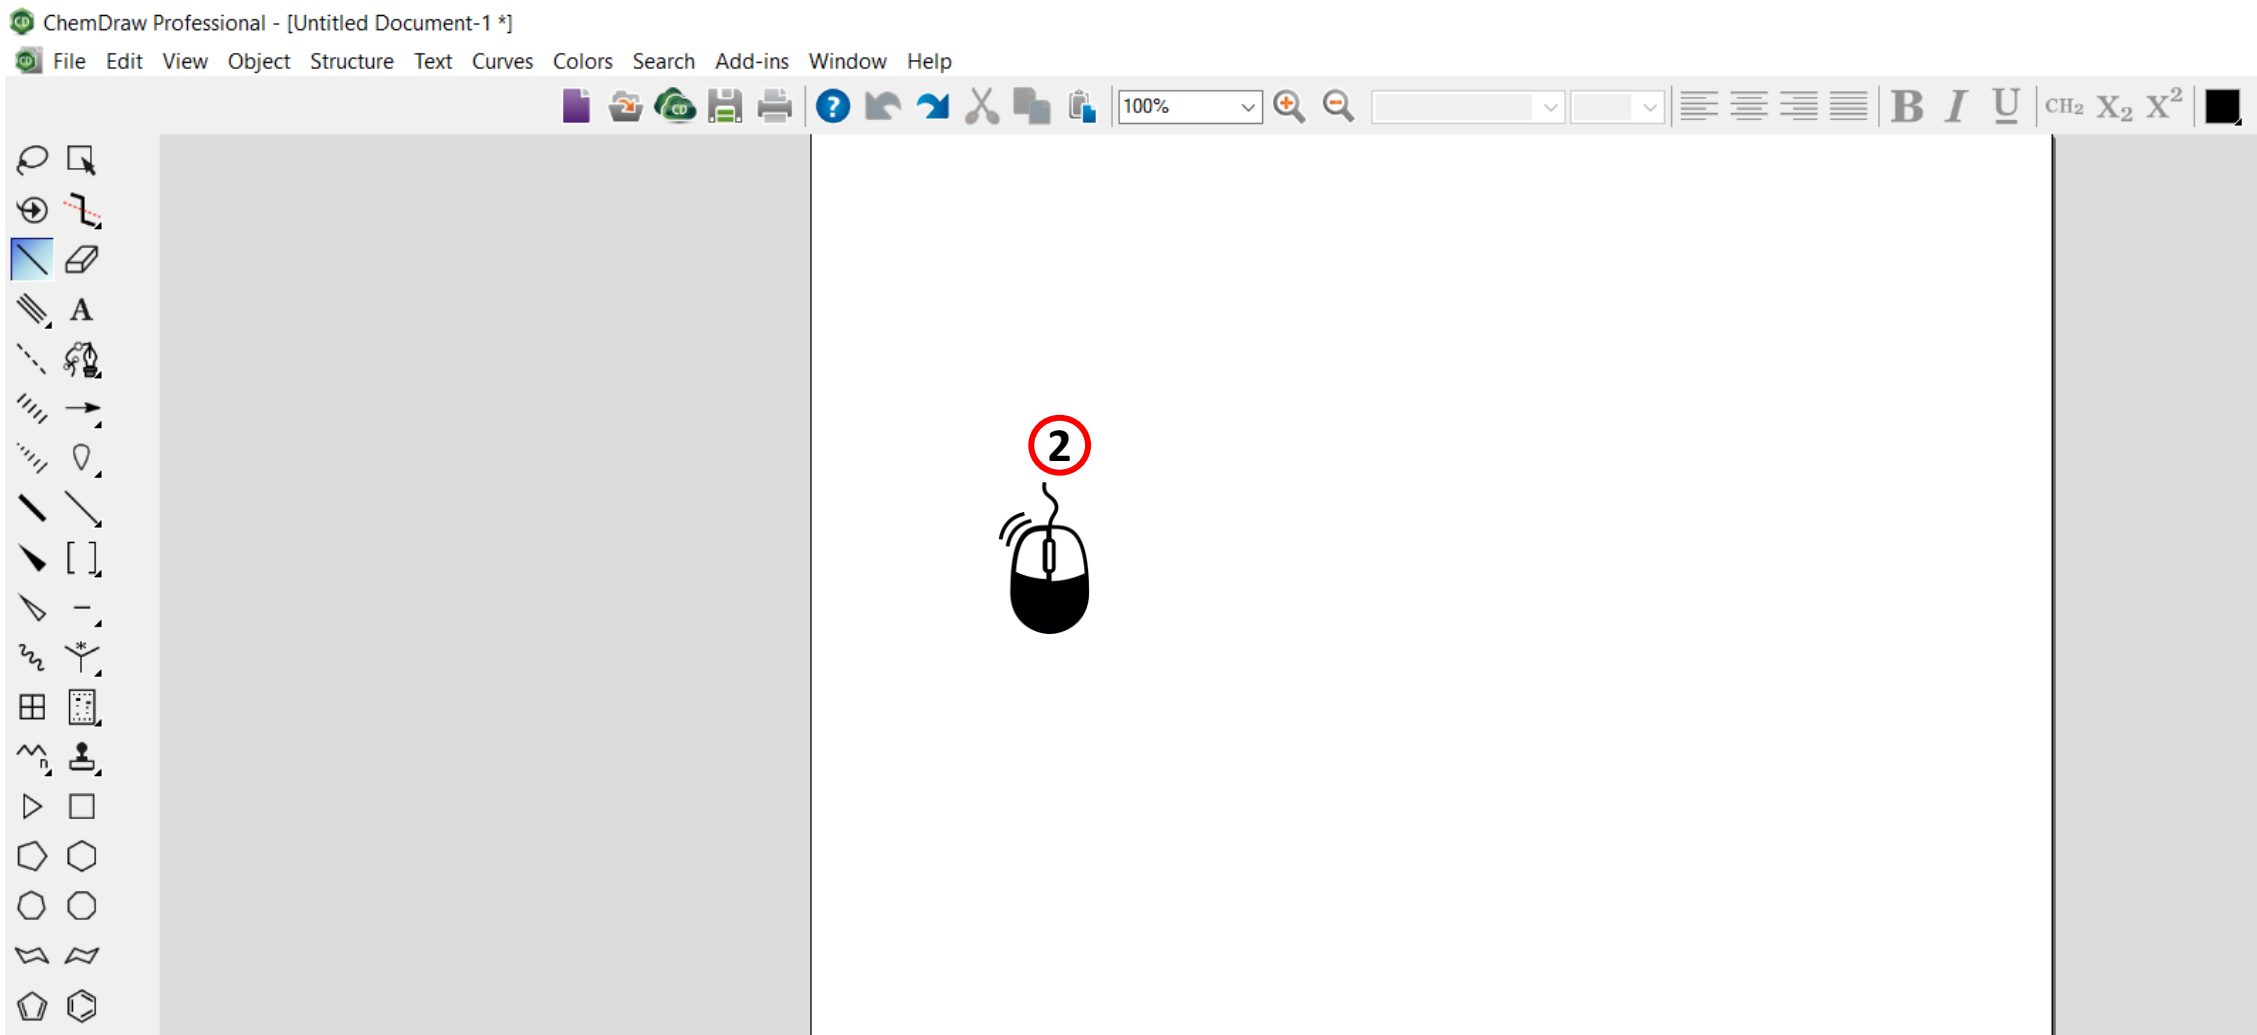 ChemDraw Professional - [Untitled Document-1 *]
File Edit View Object Structure Text Curves Colors Search Add-ins Window Help
CD ? 100% B I U CH₂ X₂ X²
A
2
[ ]
*
n